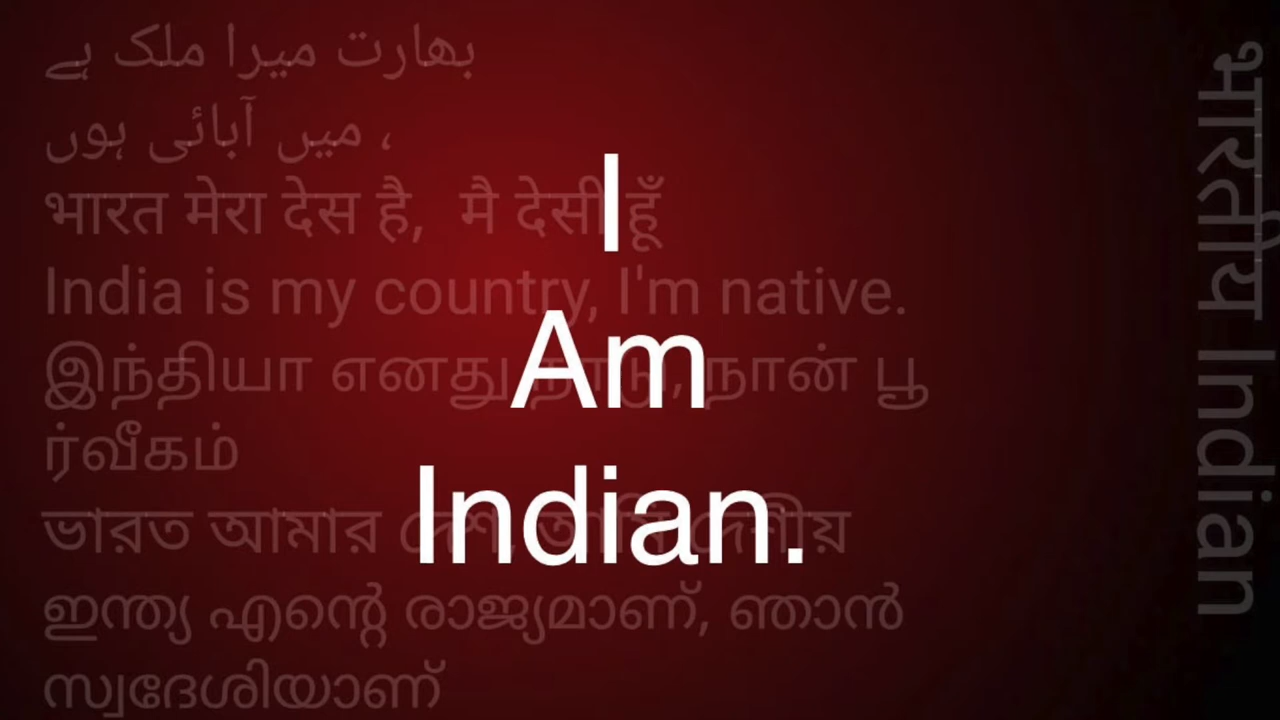 بھارت میرا ملک ہے
، میں آبائی ہوں
भारत मेरा देस है, मै देसी हूँ
India is my country, I'm native.
இந்தியா எனது நாடு, நான் பூ
ர்வீகம்
ভারত আমার দেশ, আমি দেশীয়
ഇന്ത്യ എന്റെ രാജ്യമാണ്, ഞാൻ
സ്വദേശിയാണ്
I
Am
Indian.
भारतीय Indian